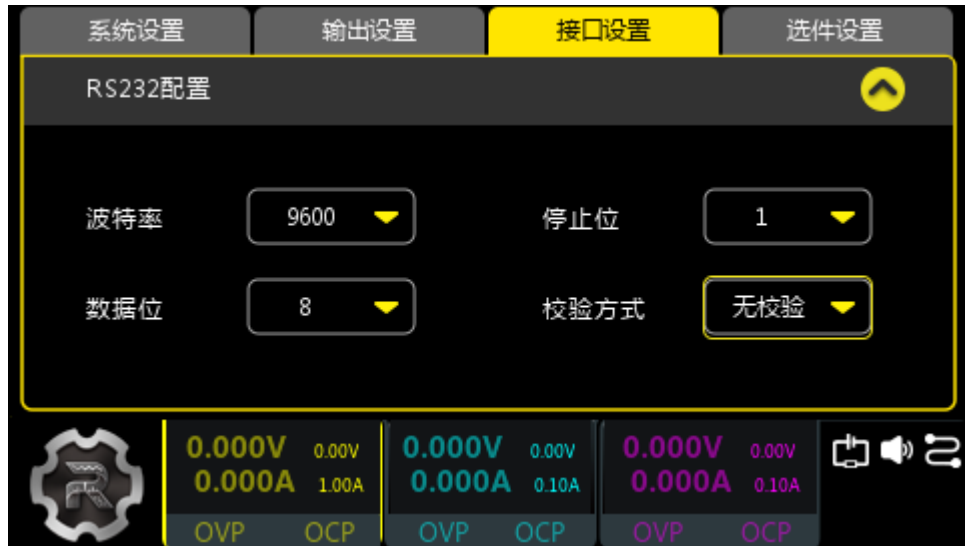 系统设置 输出设置 接口设置 选件设置
RS232配置
波特率 9600 停止位 1
数据位 8 校验方式 无校验
0.000V 0.00V 0.000V 0.00V 0.000V 0.00V
0.000A 1.00A 0.000A 0.10A 0.000A 0.10A
OVP OCP OVP OCP OVP OCP